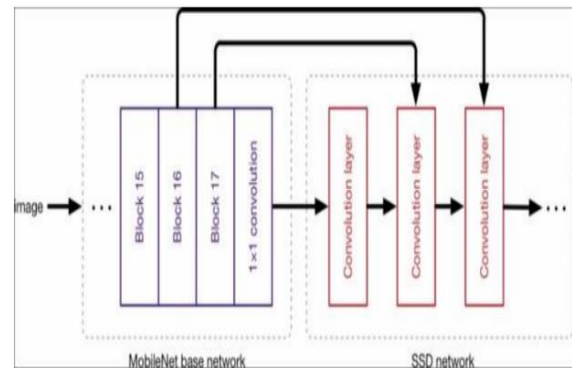 image
...
Block 15
Block 16
Block 17
1×1 convolution
Convolution layer
Convolution layer
Convolution layer
...
MobileNet base network
SSD network